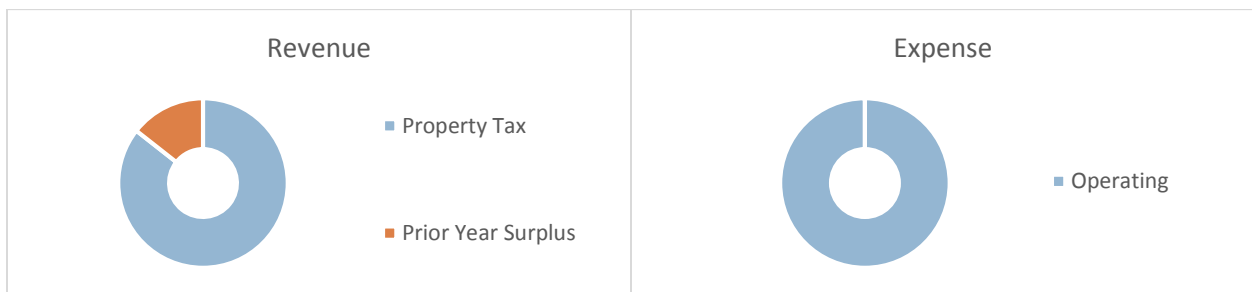 Revenue
Property Tax
Prior Year Surplus
Expense
Operating